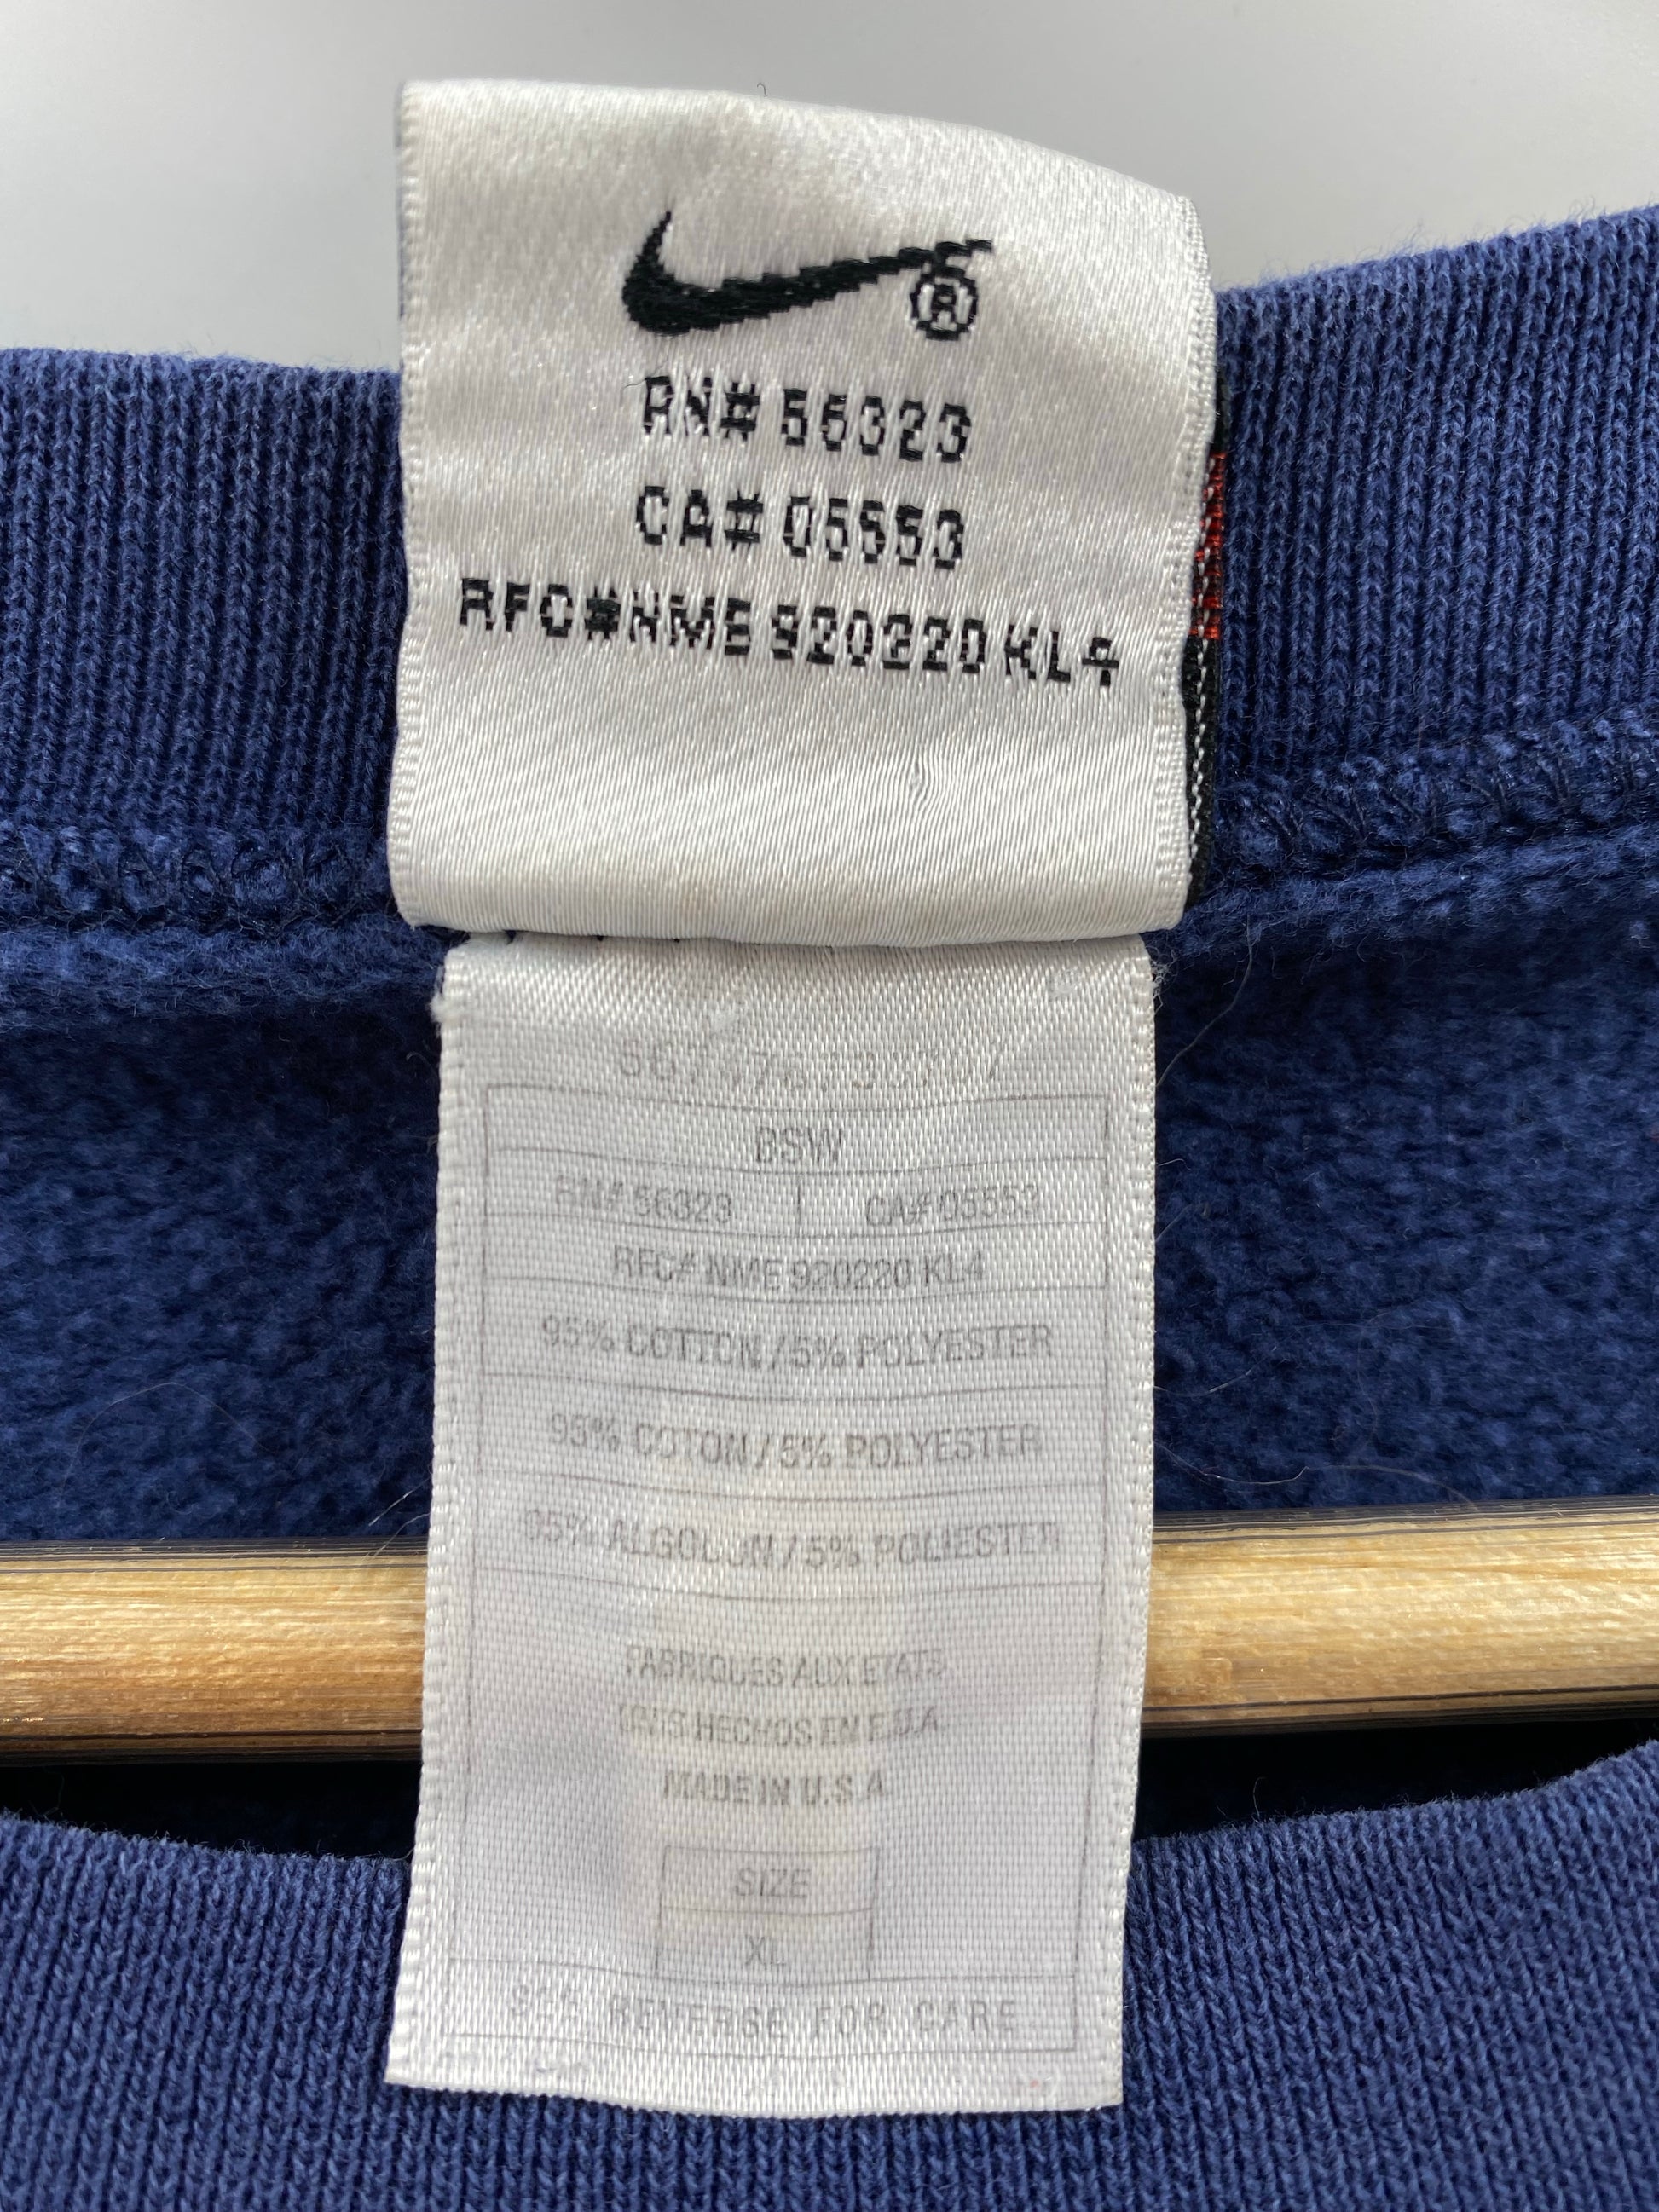 ®
RN# 56323
CA# 05553
RFC# NME 920220 KL4
BSW
RN# 56323 CA# 05553
RFC# NME 920220 KL4
95% COTTON / 5% POLYESTER
95% COTON / 5% POLYESTER
95% ALGODON / 5% POLIESTER
FABRIQUES AUX ETATS
UNIS HECHOS EN E.U.A
MADE IN U.S.A.
SIZE
XL
SEE REVERSE FOR CARE